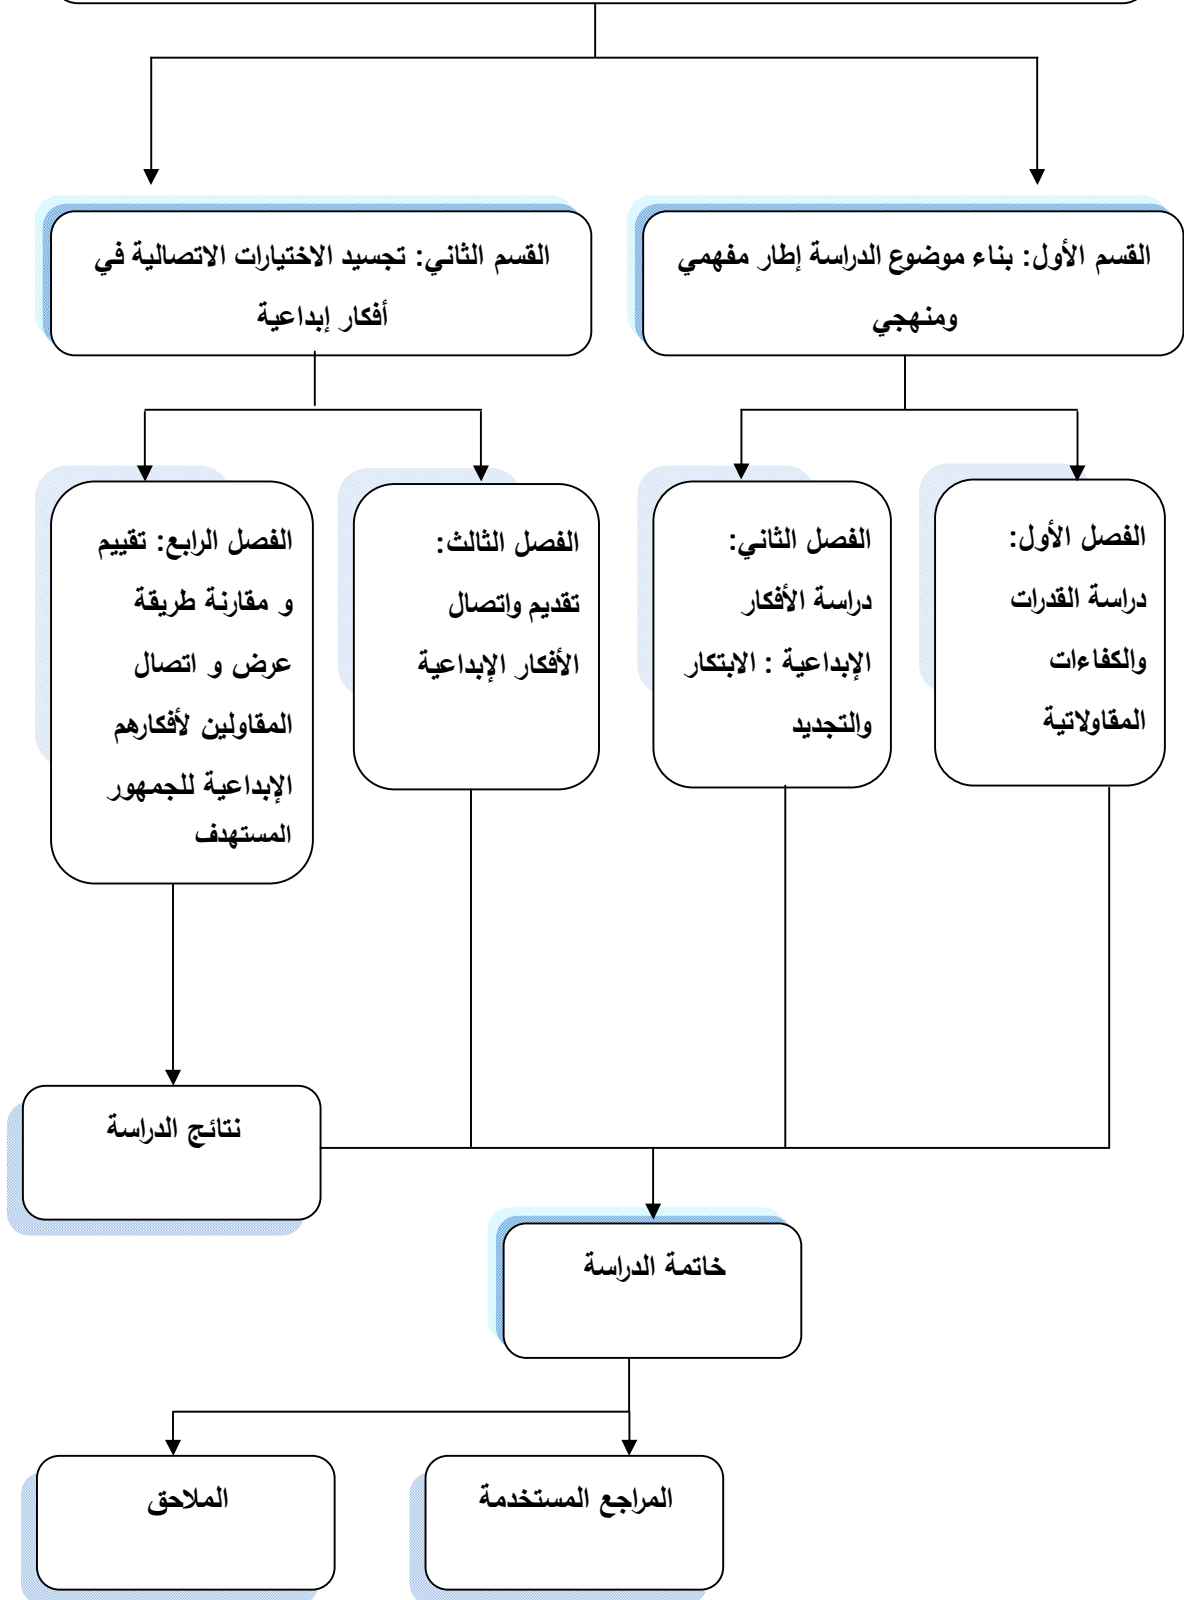 القسم الأول: بناء موضوع الدراسة إطار مفهمي
ومنهجي
القسم الثاني: تجسيد الاختيارات الاتصالية في
أفكار إبداعية
الفصل الأول:
دراسة القدرات
والكفاءات
المقاولاتية
الفصل الثاني:
دراسة الأفكار
الإبداعية : الابتكار
والتجديد
الفصل الثالث:
تقديم واتصال
الأفكار الإبداعية
الفصل الرابع: تقييم
و مقارنة طريقة
عرض و اتصال
المقاولين لأفكارهم
الإبداعية للجمهور
المستهدف
نتائج الدراسة
خاتمة الدراسة
المراجع المستخدمة
الملاحق